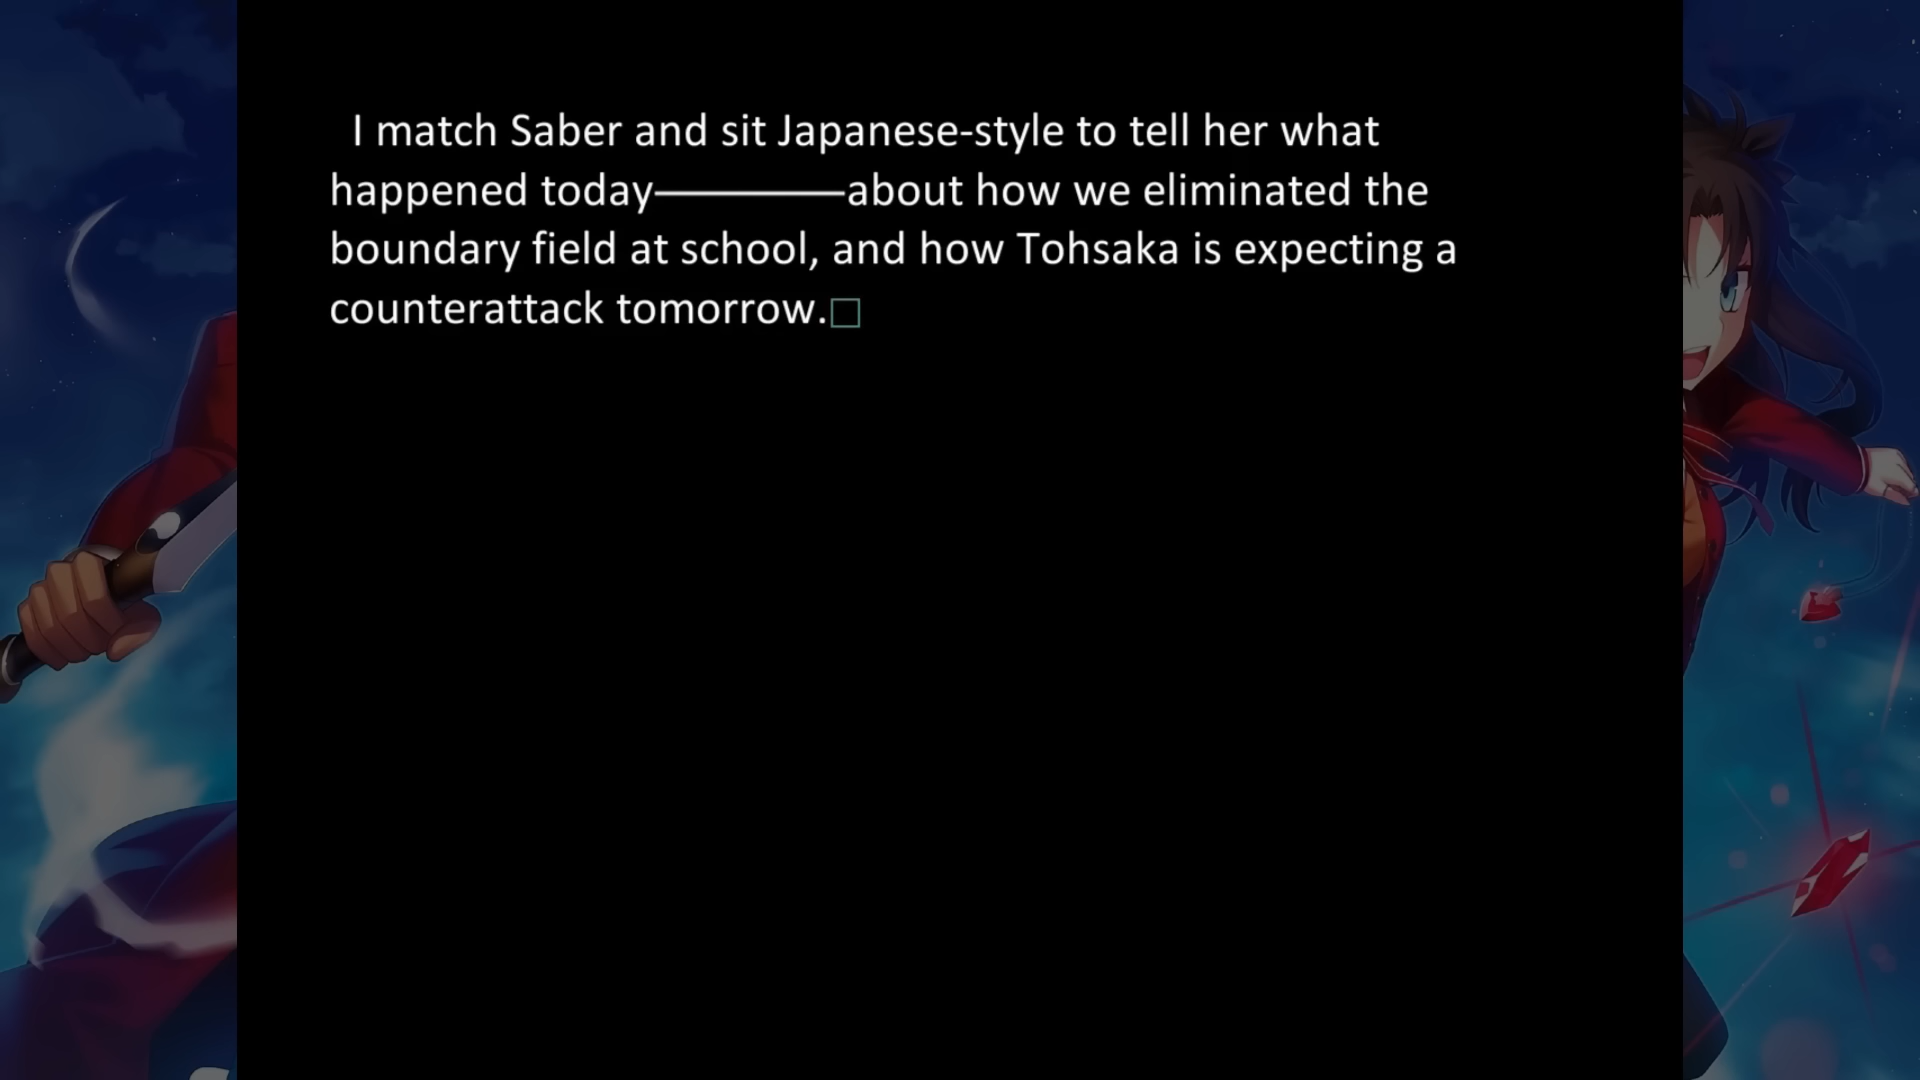 I match Saber and sit Japanese-style to tell her what
happened today————about how we eliminated the
boundary field at school, and how Tohsaka is expecting a
counterattack tomorrow.